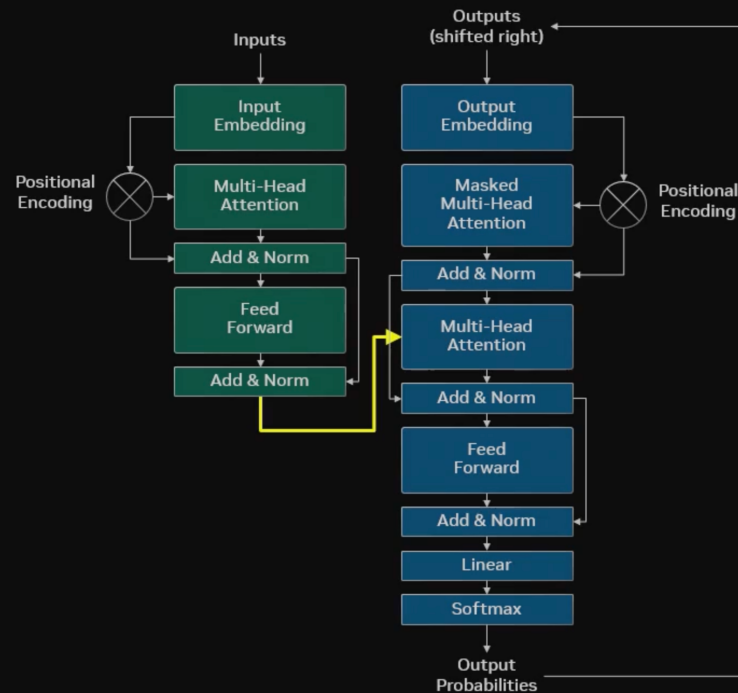 Inputs
Input
Embedding
Positional
Encoding
Multi-Head
Attention
Add & Norm
Feed
Forward
Add & Norm
Outputs
(shifted right)
Output
Embedding
Positional
Encoding
Masked
Multi-Head
Attention
Add & Norm
Multi-Head
Attention
Add & Norm
Feed
Forward
Add & Norm
Linear
Softmax
Output
Probabilities